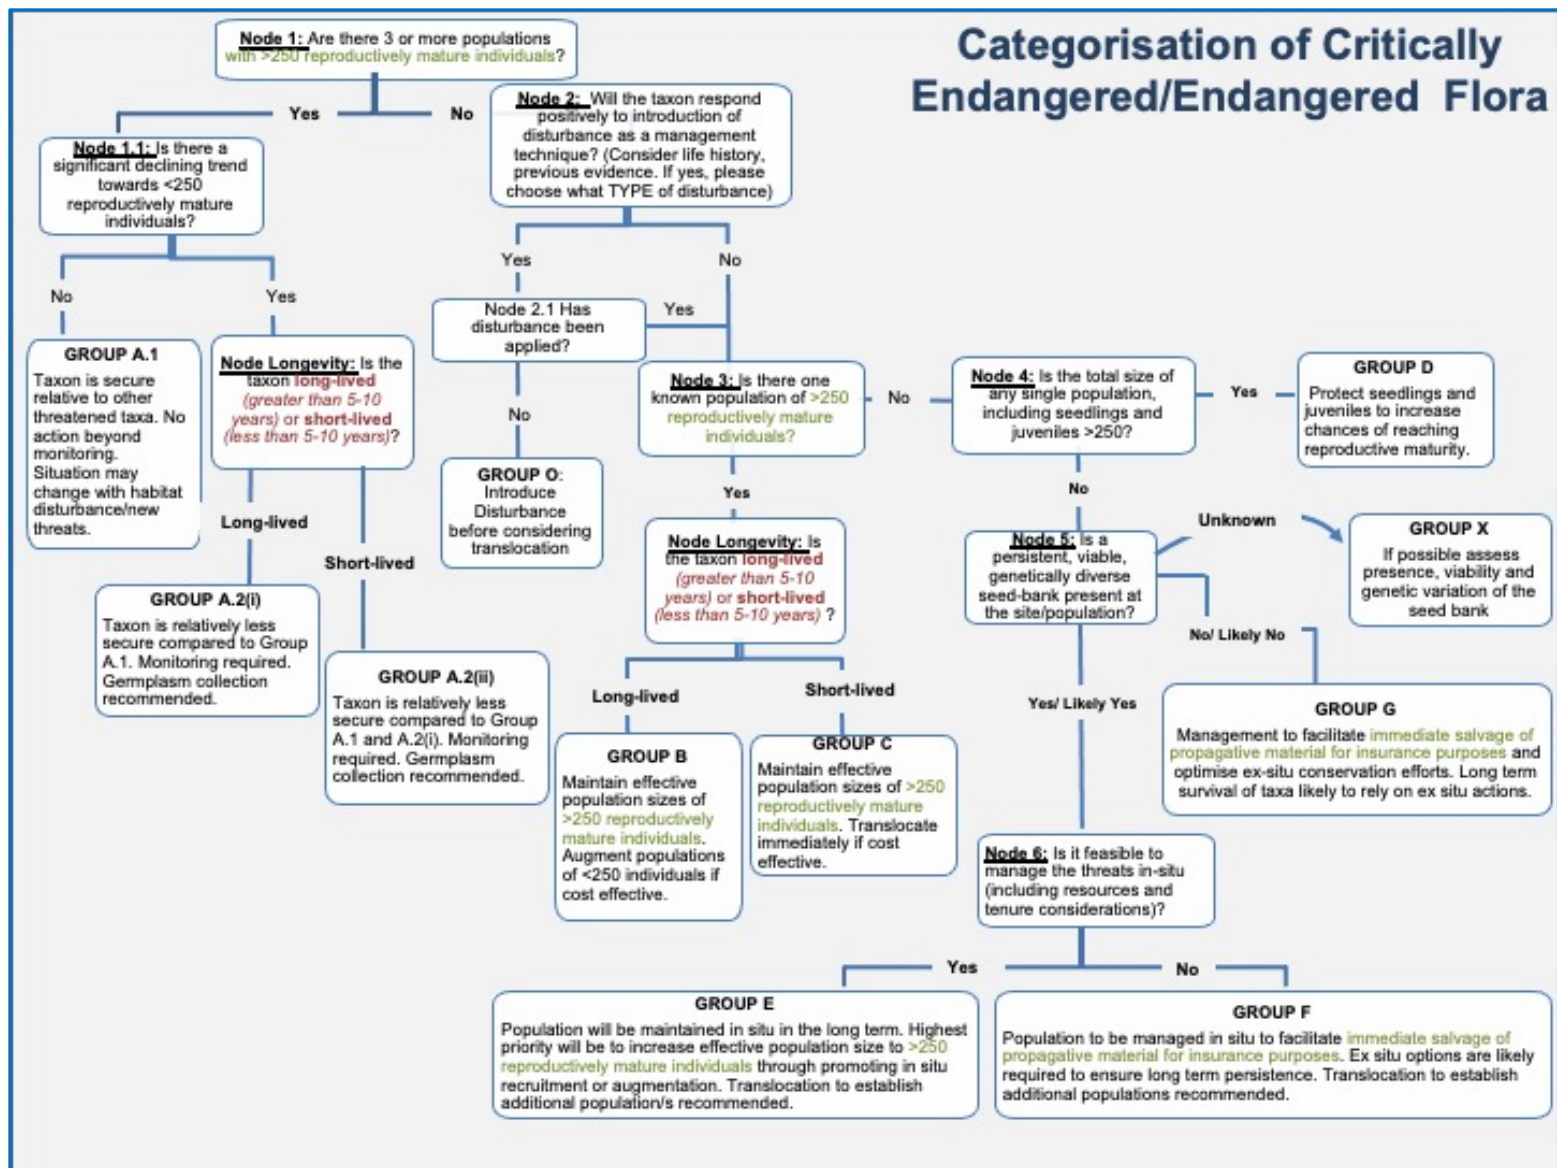 Categorisation of Critically
Endangered/Endangered Flora
Node 1: Are there 3 or more populations
with >250 reproductively mature individuals?
Yes
No
Node 1.1: Is there a
significant declining trend
towards <250
reproductively mature
individuals?
Node 2: Will the taxon respond
positively to introduction of
disturbance as a management
technique? (Consider life history,
previous evidence. If yes, please
choose what TYPE of disturbance)
No
Yes
Yes
No
GROUP A.1
Taxon is secure
relative to other
threatened taxa. No
action beyond
monitoring.
Situation may
change with habitat
disturbance/new
threats.
Node Longevity: Is the
taxon long-lived
(greater than 5-10
years) or short-lived
(less than 5-10 years)?
Long-lived
Short-lived
GROUP A.2(i)
Taxon is relatively less
secure compared to Group
A.1. Monitoring required.
Germplasm collection
recommended.
GROUP A.2(ii)
Taxon is relatively less
secure compared to Group
A.1 and A.2(i). Monitoring
required. Germplasm
collection recommended.
Node 2.1 Has
disturbance been
applied?
Yes
No
GROUP O:
Introduce
Disturbance
before considering
translocation
Node 3: Is there one
known population of >250
reproductively mature
individuals?
No
Yes
Node Longevity: Is
the taxon long-lived
(greater than 5-10
years) or short-lived
(less than 5-10 years) ?
Long-lived
Short-lived
GROUP B
Maintain effective
population sizes of
>250 reproductively
mature individuals.
Augment populations
of <250 individuals if
cost effective.
GROUP C
Maintain effective
population sizes of >250
reproductively mature
individuals. Translocate
immediately if cost
effective.
Node 4: Is the total size of
any single population,
including seedlings and
juveniles >250?
Yes
No
GROUP D
Protect seedlings and
juveniles to increase
chances of reaching
reproductive maturity.
Node 5: Is a
persistent, viable,
genetically diverse
seed-bank present at
the site/population?
Unknown
No/ Likely No
Yes/ Likely Yes
GROUP X
If possible assess
presence, viability and
genetic variation of the
seed bank
GROUP G
Management to facilitate immediate salvage of
propagative material for insurance purposes and
optimise ex-situ conservation efforts. Long term
survival of taxa likely to rely on ex situ actions.
Node 6: Is it feasible to
manage the threats in-situ
(including resources and
tenure considerations)?
Yes
No
GROUP E
Population will be maintained in situ in the long term. Highest
priority will be to increase effective population size to >250
reproductively mature individuals through promoting in situ
recruitment or augmentation. Translocation to establish
additional population/s recommended.
GROUP F
Population to be managed in situ to facilitate immediate salvage of
propagative material for insurance purposes. Ex situ options are likely
required to ensure long term persistence. Translocation to establish
additional populations recommended.